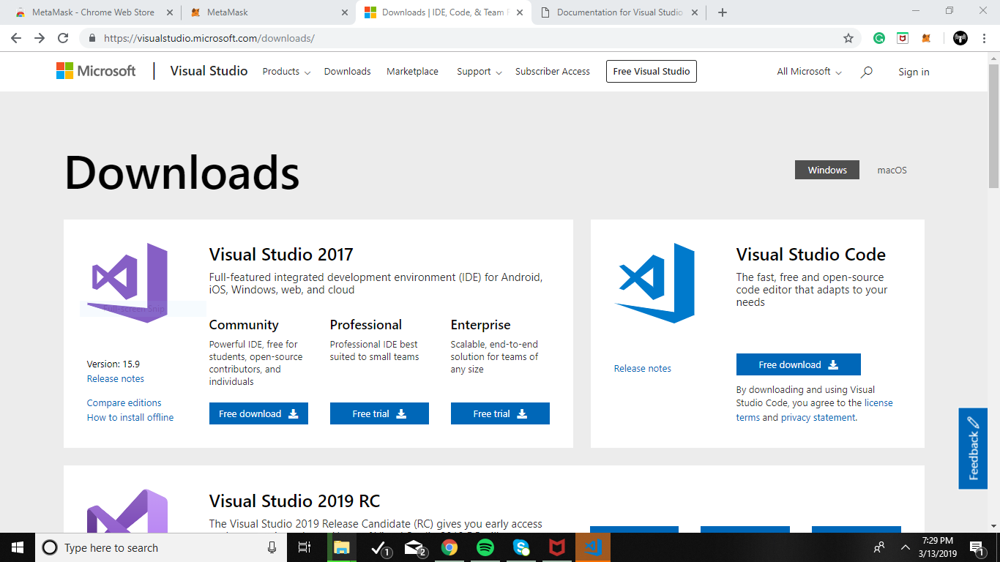 MetaMask - Chrome Web Store
MetaMask
Downloads | IDE, Code, & Team F
Documentation for Visual Studio
https://visualstudio.microsoft.com/downloads/
Microsoft
Visual Studio
Products
Downloads
Marketplace
Support
Subscriber Access
Free Visual Studio
All Microsoft
Sign in
Downloads
Windows
macOS
Visual Studio 2017
Full-featured integrated development environment (IDE) for Android,
iOS, Windows, web, and cloud
Full-screen Snip
Community
Powerful IDE, free for
students, open-source
contributors, and
individuals
Free download
Professional
Professional IDE best
suited to small teams
Free trial
Enterprise
Scalable, end-to-end
solution for teams of
any size
Free trial
Version: 15.9
Release notes
Compare editions
How to install offline
Visual Studio Code
The fast, free and open-source
code editor that adapts to your
needs
Release notes
Free download
By downloading and using Visual
Studio Code, you agree to the license
terms and privacy statement.
Feedback
Visual Studio 2019 RC
The Visual Studio 2019 Release Candidate (RC) gives you early access
Type here to search
1
2
2
7:29 PM
3/13/2019
1